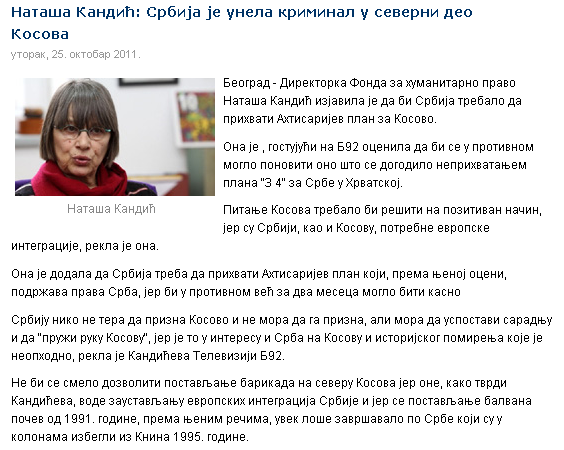 Наташа Кандић: Србија је унела криминал у северни део
Косова
уторак, 25. октобар 2011.
Београд - Директорка Фонда за хуманитарно право
Наташа Кандић изјавила је да би Србија требало да
прихвати Ахтисаријев план за Косово.
Она је , гостујући на Б92 оценила да би се у противном
могло поновити оно што се догодило неприхватањем
плана "З 4" за Србе у Хрватској.
Наташа Кандић
Питање Косова требало би решити на позитиван начин,
јер су Србији, као и Косову, потребне европске
интеграције, рекла је она.
Она је додала да Србија треба да прихвати Ахтисаријев план који, према њеној оцени,
подржава права Срба, јер би у противном већ за два месеца могло бити касно
Србију нико не тера да призна Косово и не мора да га призна, али мора да успостави сарадњу
и да "пружи руку Косову", јер је то у интересу и Срба на Косову и историјског помирења које је
неопходно, рекла је Кандићева Телевизији Б92.
Не би се смело дозволити постављање барикада на северу Косова јер оне, како тврди
Кандићева, воде заустављању европских интеграција Србије и јер се постављање балвана
почев од 1991. године, према њеним речима, увек лоше завршавало по Србе који су у
колонама избегли из Книна 1995. године.